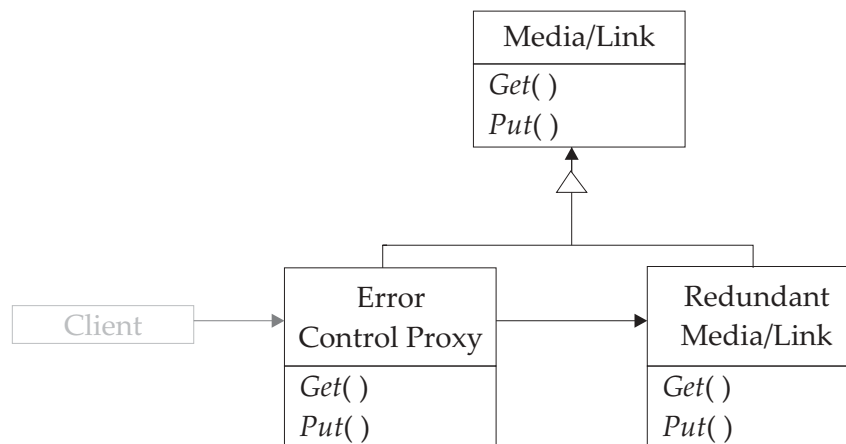 Media/Link
Get( )
Put( )
Client
Error
Control Proxy
Get( )
Put( )
Redundant
Media/Link
Get( )
Put( )